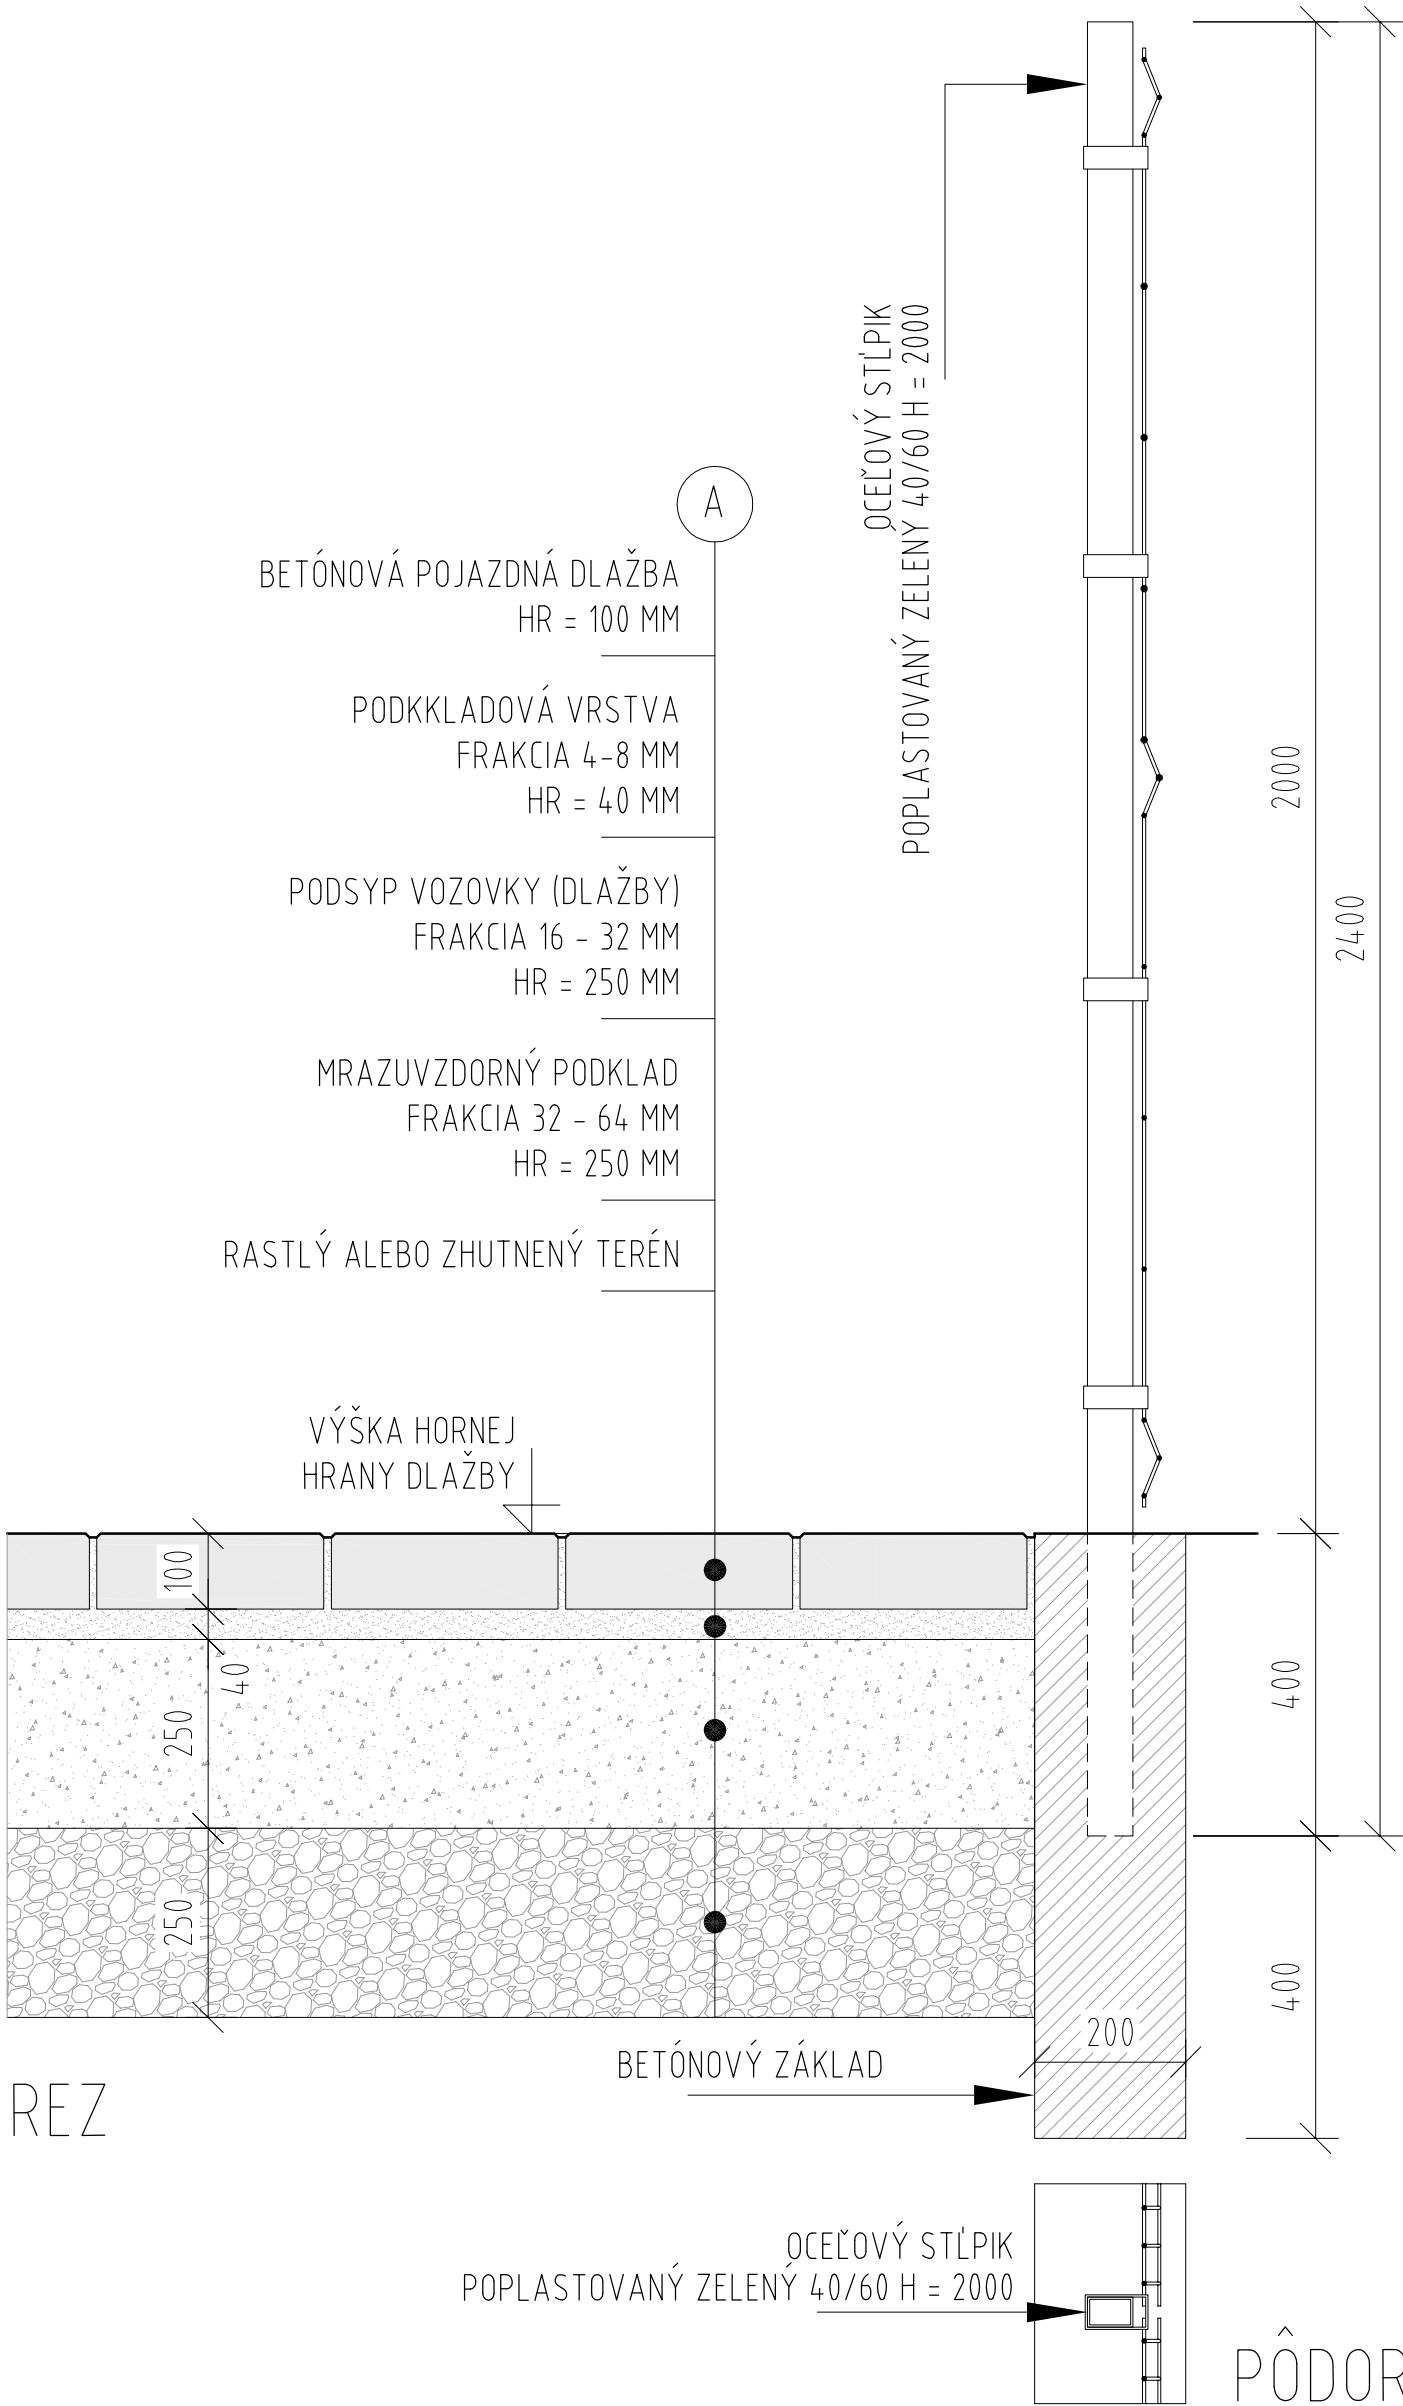 OCEĽOVÝ STĹPIK
POPLASTOVANÝ ZELENÝ 40/60 H = 2000
A
BETÓNOVÁ POJAZDNÁ DLAŽBA
HR = 100 MM
PODKKLADOVÁ VRSTVA
FRAKCIA 4-8 MM
HR = 40 MM
PODSYP VOZOVKY (DLAŽBY)
FRAKCIA 16 - 32 MM
HR = 250 MM
MRAZUVZDORNÝ PODKLAD
FRAKCIA 32 - 64 MM
HR = 250 MM
RASTLÝ ALEBO ZHUTNENÝ TERÉN
2000
2400
VÝŠKA HORNEJ
HRANY DLAŽBY
100
40
250
250
400
400
200
BETÓNOVÝ ZÁKLAD
REZ
OCEĽOVÝ STĹPIK
POPLASTOVANÝ ZELENÝ 40/60 H = 2000
PÔDOR